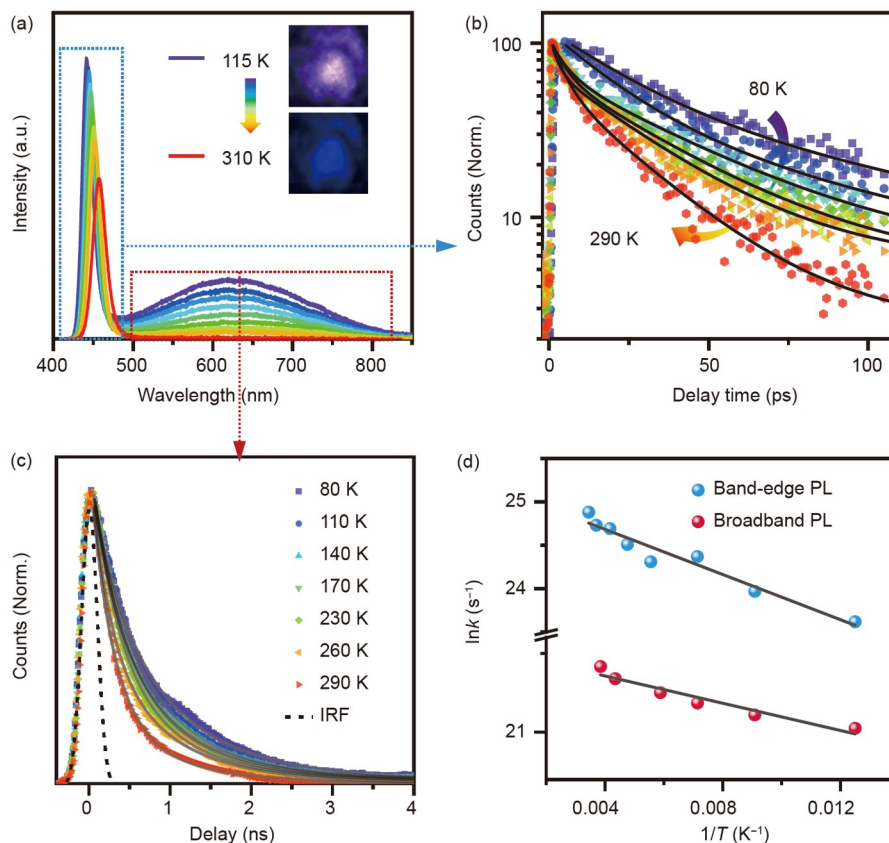 (a)
115 K
310 K
Intensity (a.u.)
400
500
600
700
800
Wavelength (nm)
(b)
100
10
80 K
290 K
Counts (Norm.)
0
50
100
Delay time (ps)
(c)
80 K
110 K
140 K
170 K
230 K
260 K
290 K
IRF
Counts (Norm.)
0
1
2
3
4
Delay (ns)
(d)
Band-edge PL
Broadband PL
25
24
21
lnk (s⁻¹)
0.004
0.008
0.012
1/T (K⁻¹)